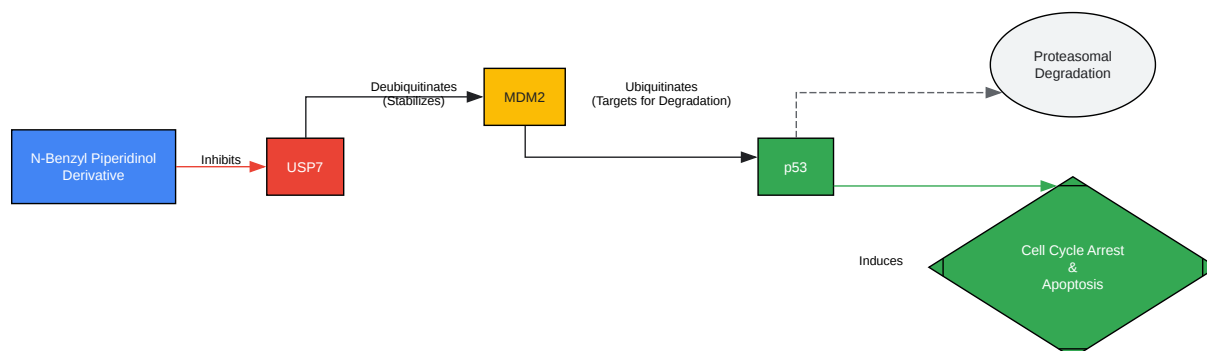 N-Benzyl Piperidinol
Derivative
Inhibits
USP7
Deubiquitinates
(Stabilizes)
MDM2
Ubiquitinates
(Targets for Degradation)
p53
Proteasomal
Degradation
Induces
Cell Cycle Arrest
&
Apoptosis